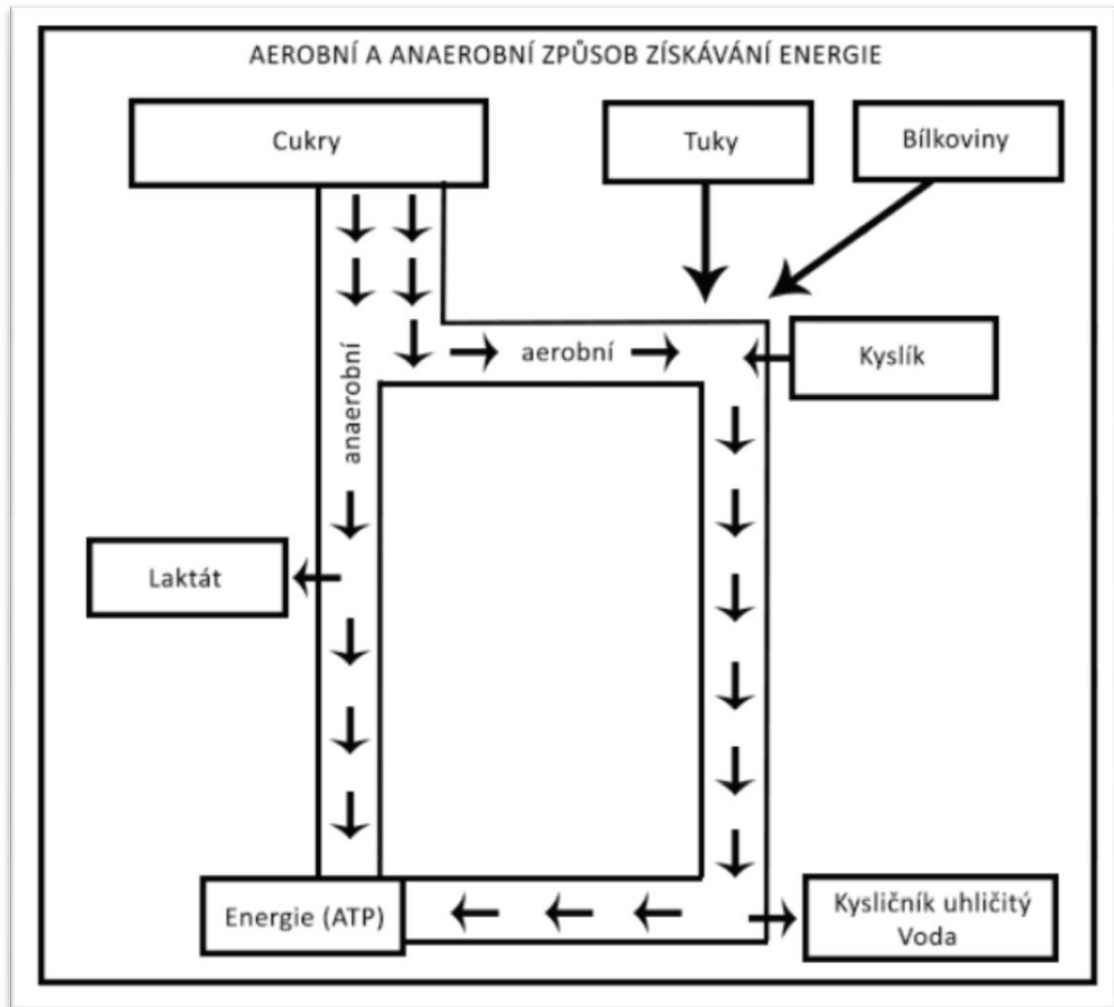 AEROBNÍ A ANAEROBNÍ ZPŮSOB ZÍSKÁVÁNÍ ENERGIE
Cukry
Tuky
Bílkoviny
aerobní
Kyslík
anaerobní
Laktát
Energie (ATP)
Kysličník uhličitý
Voda